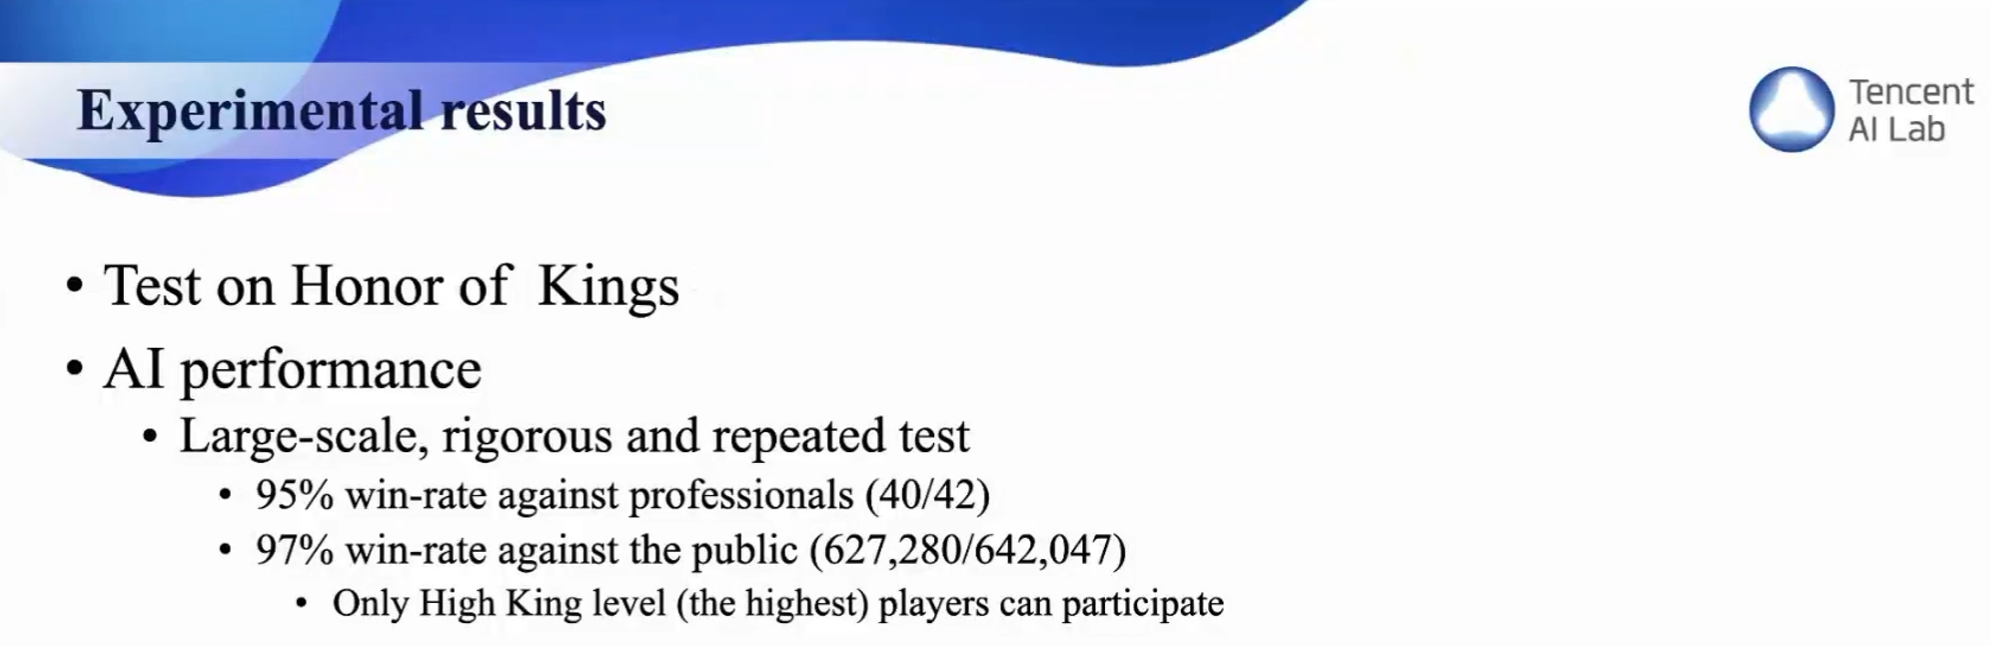 Experimental results
Tencent
AI Lab
• Test on Honor of Kings
• AI performance
• Large-scale, rigorous and repeated test
• 95% win-rate against professionals (40/42)
• 97% win-rate against the public (627,280/642,047)
• Only High King level (the highest) players can participate